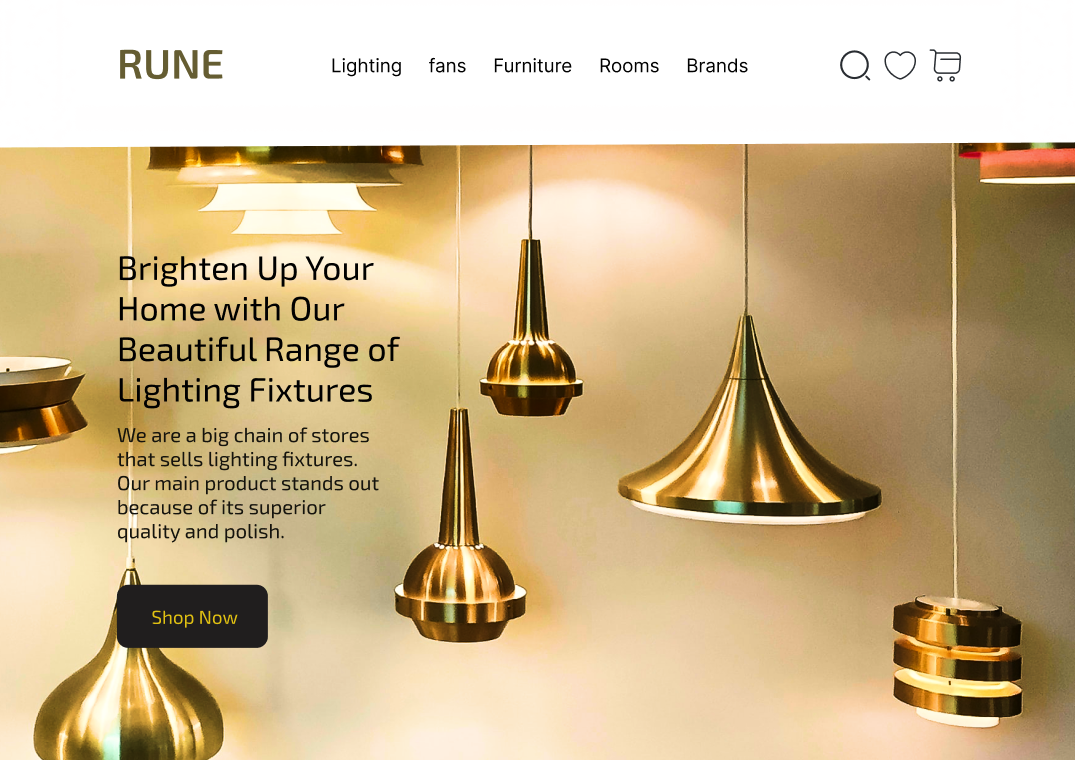 RUNE
Lighting fans Furniture Rooms Brands
Brighten Up Your
Home with Our
Beautiful Range of
Lighting Fixtures
We are a big chain of stores
that sells lighting fixtures.
Our main product stands out
because of its superior
quality and polish.
Shop Now